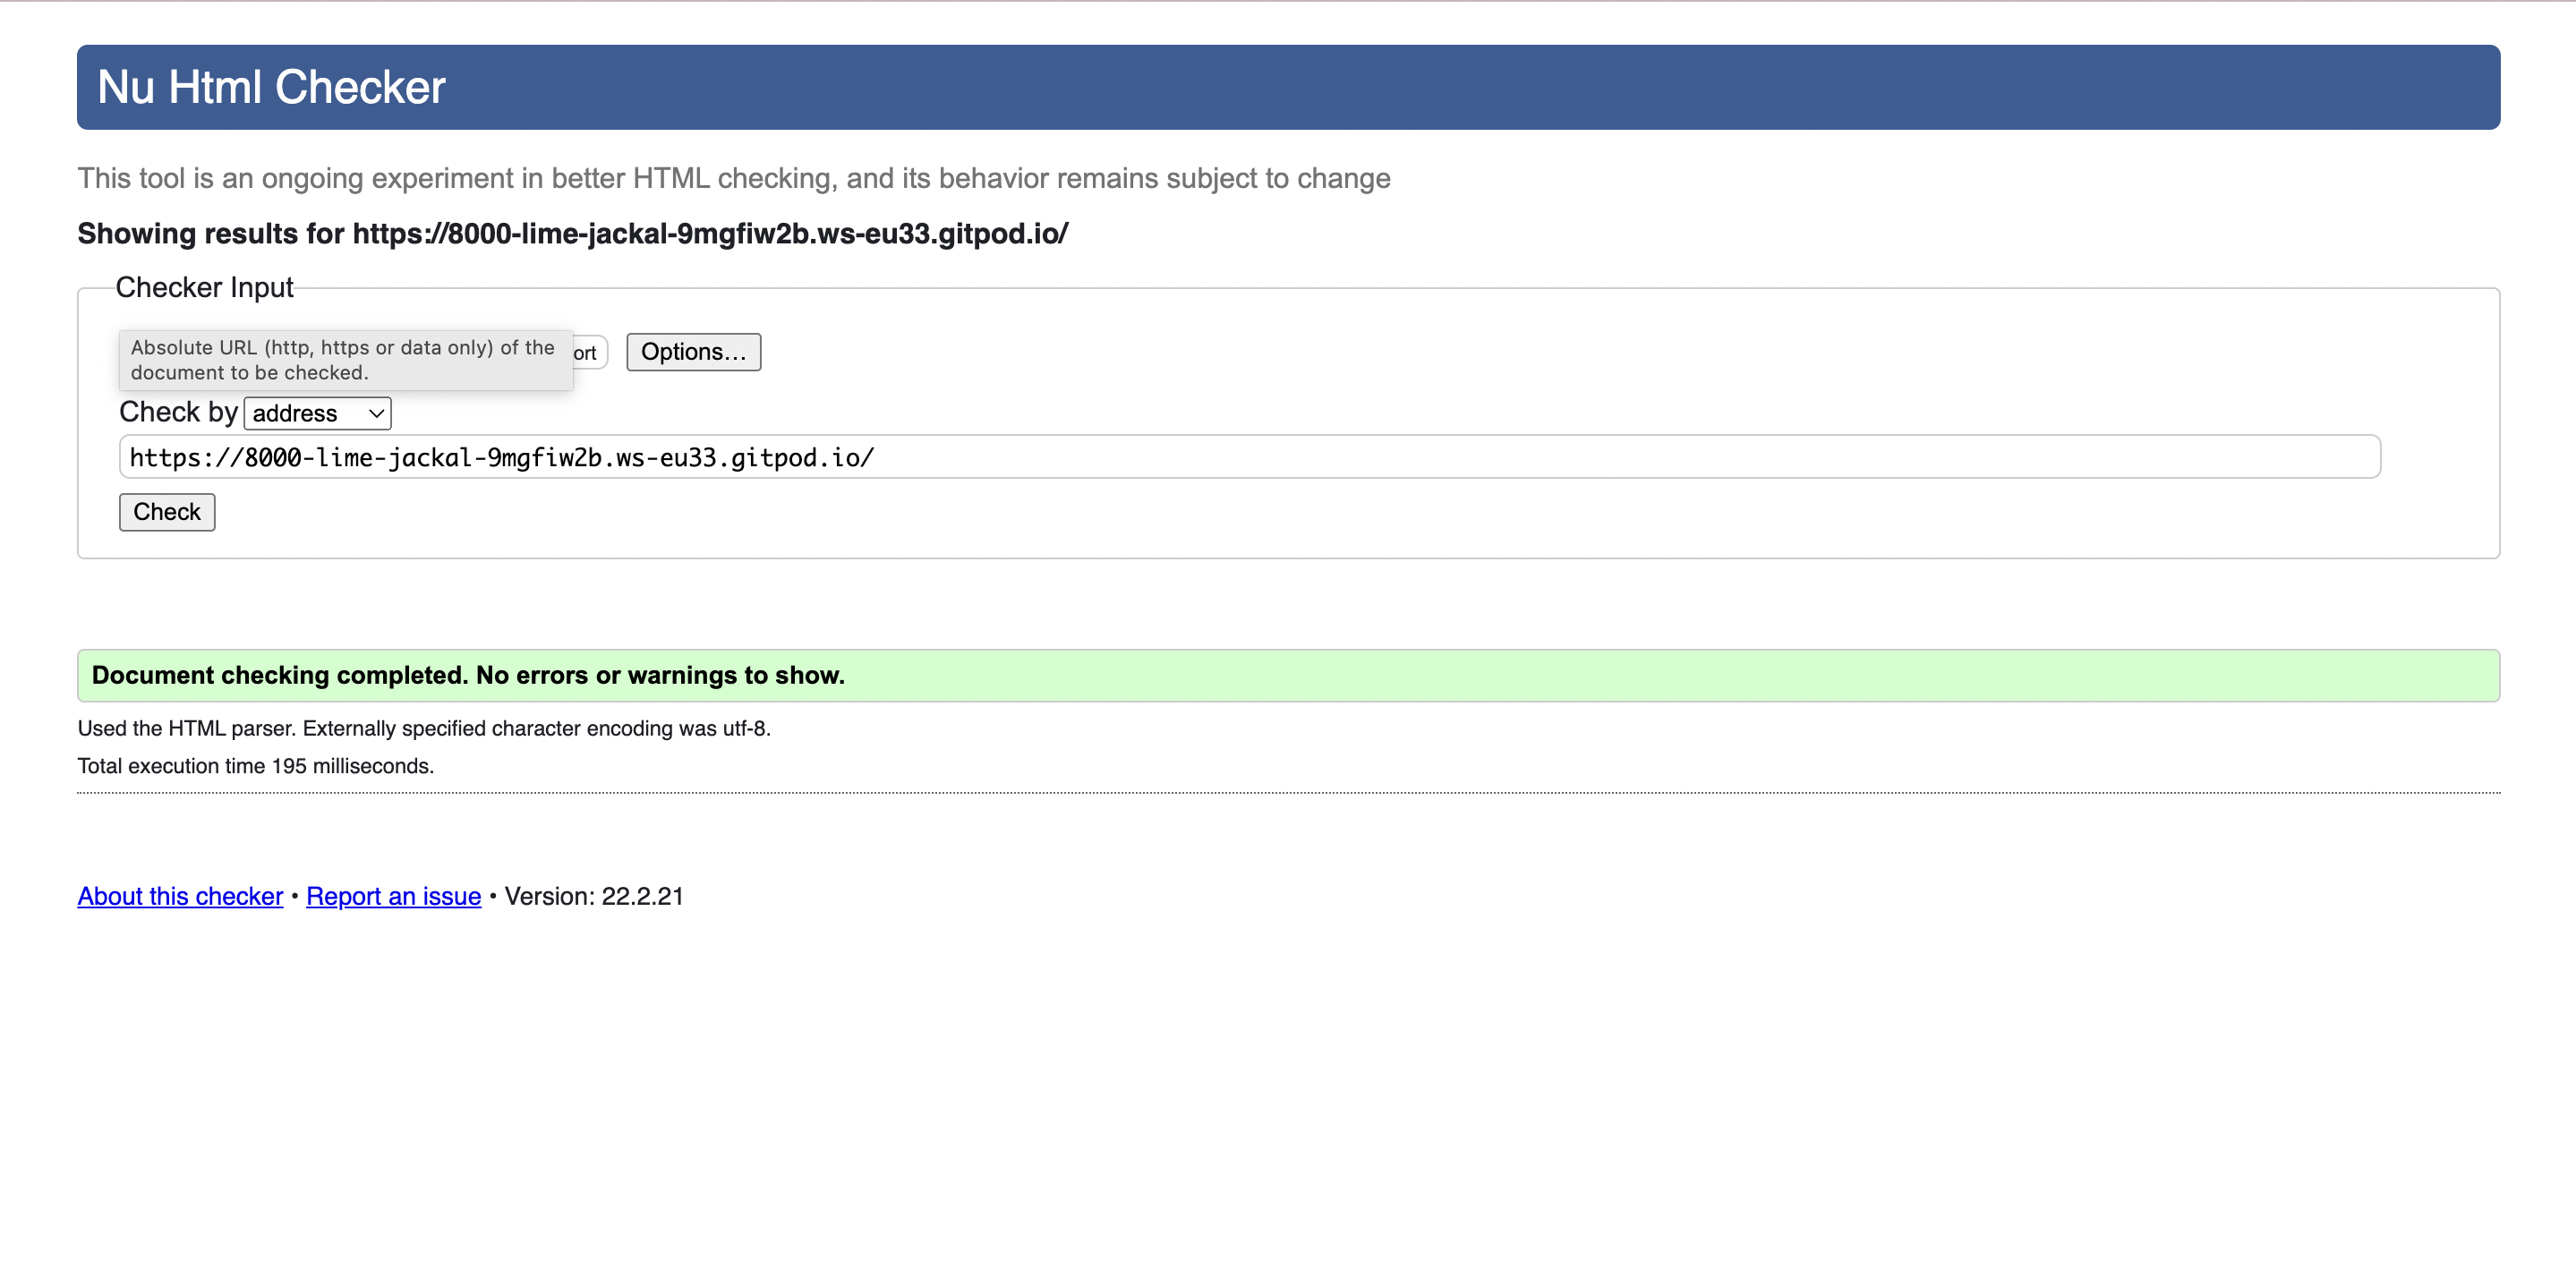 Nu Html Checker
This tool is an ongoing experiment in better HTML checking, and its behavior remains subject to change
Showing results for https://8000-lime-jackal-9mgfiw2b.ws-eu33.gitpod.io/
Checker Input
Absolute URL (http, https or data only) of the
document to be checked.
ort Options...
Check by address
https://8000-lime-jackal-9mgfiw2b.ws-eu33.gitpod.io/
Check
Document checking completed. No errors or warnings to show.
Used the HTML parser. Externally specified character encoding was utf-8.
Total execution time 195 milliseconds.
About this checker • Report an issue • Version: 22.2.21